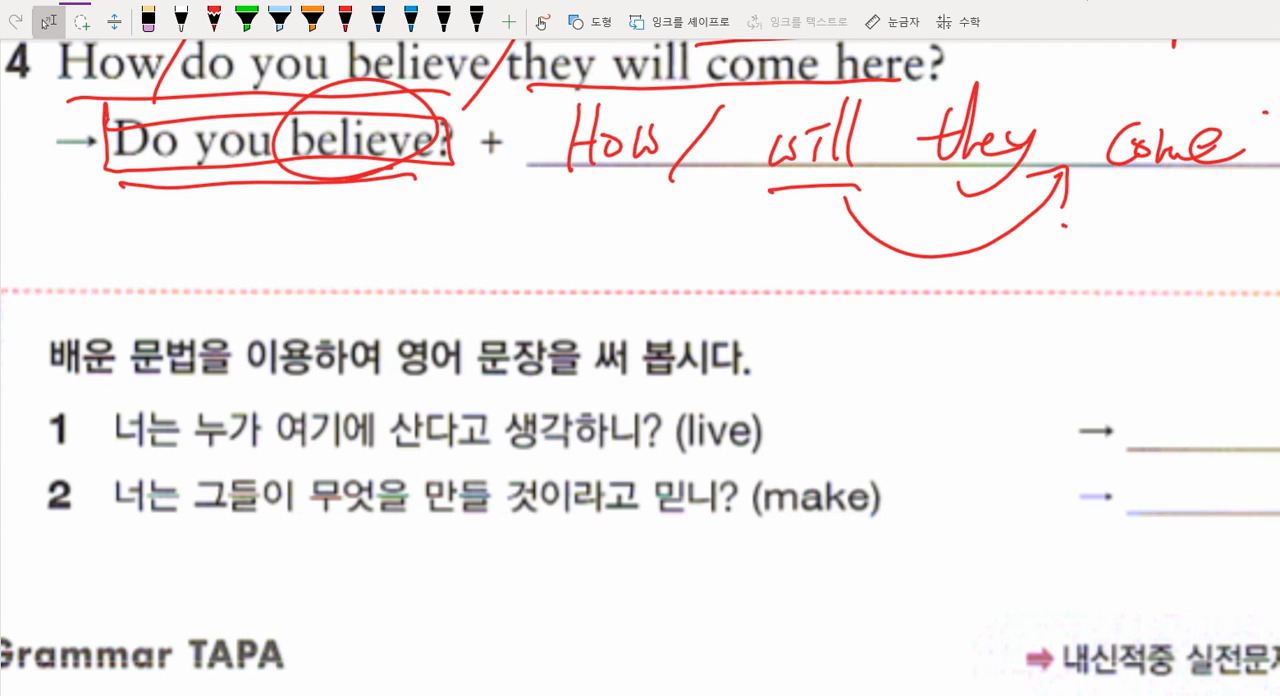 도형 잉크를 셰이프로 잉크를 텍스트로 눈금자 수학
4 How do you believe they will come here?
→ Do you believe? + How / will they come
배운 문법을 이용하여 영어 문장을 써 봅시다.
1 너는 누가 여기에 산다고 생각하니? (live) →
2 너는 그들이 무엇을 만들 것이라고 믿니? (make) →
Grammar TAPA
➡ 내신적중 실전문제